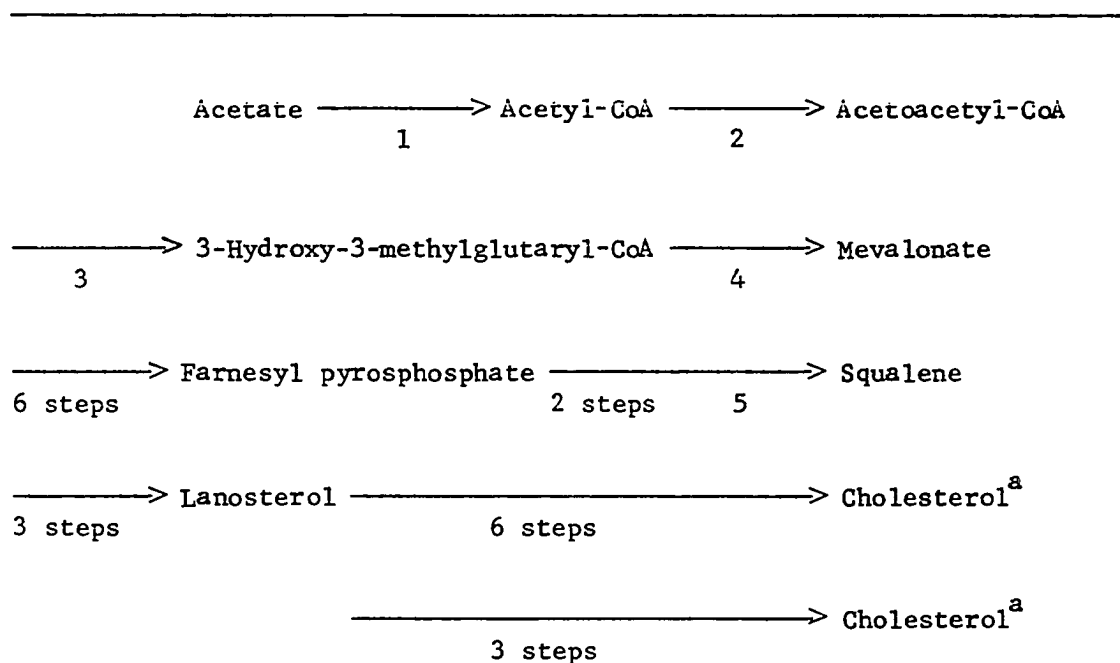 Acetate Acetyl-CoA Acetoacetyl-CoA
1 2
3-Hydroxy-3-methylglutaryl-CoA Mevalonate
3 4
Farnesyl pyrosphosphate Squalene
6 steps 2 steps 5
Lanosterol Cholesterol a
3 steps 6 steps
Cholesterol a
3 steps